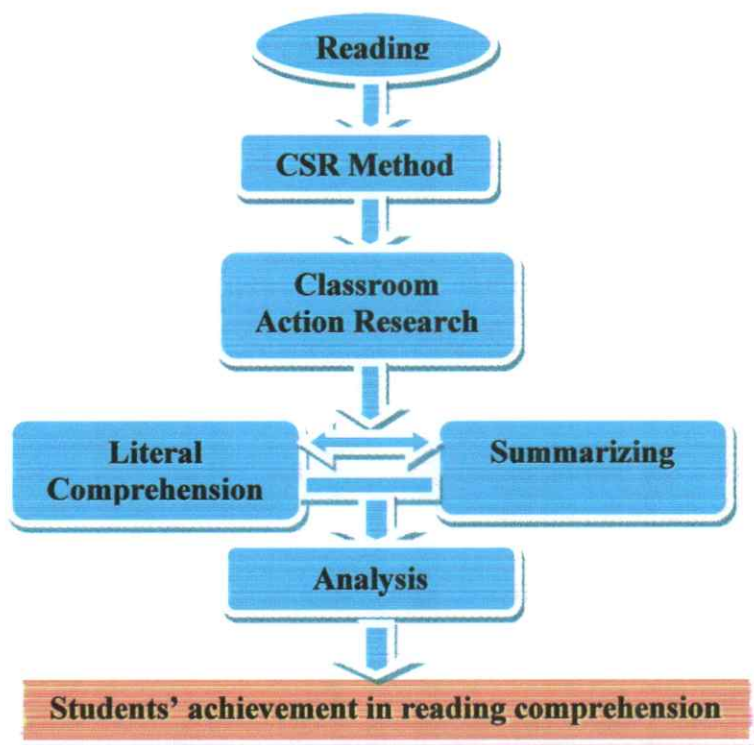 Reading
CSR Method
Classroom
Action Research
Literal
Comprehension
Summarizing
Analysis
Students' achievement in reading comprehension